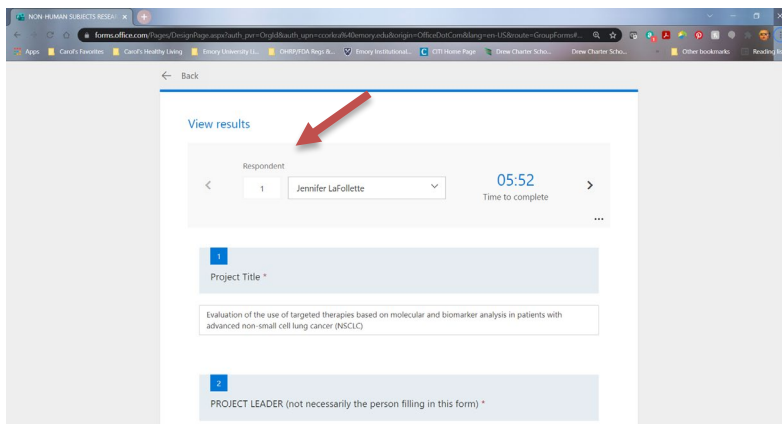 NON-HUMAN SUBJECTS RESEAR
forms.office.com/Pages/DesignPage.aspx?auth_pvr=OrgId&auth_upn=ccorkra%40emory.edu&origin=OfficeDotCom&lang=en-US&route=GroupForms#...
Apps Carol's Favorites Carol's Healthy Living Emory University Li... OHRP/FDA Regs &... Emory Institutional... CITI Home Page Drew Charter Scho... Drew Charter Scho... » Other bookmarks Reading lis
← Back
View results
Respondent
< 1 Jennifer LaFollette 05:52 >
Time to complete
...
1
Project Title *
Evaluation of the use of targeted therapies based on molecular and biomarker analysis in patients with
advanced non-small cell lung cancer (NSCLC)
2
PROJECT LEADER (not necessarily the person filling in this form) *